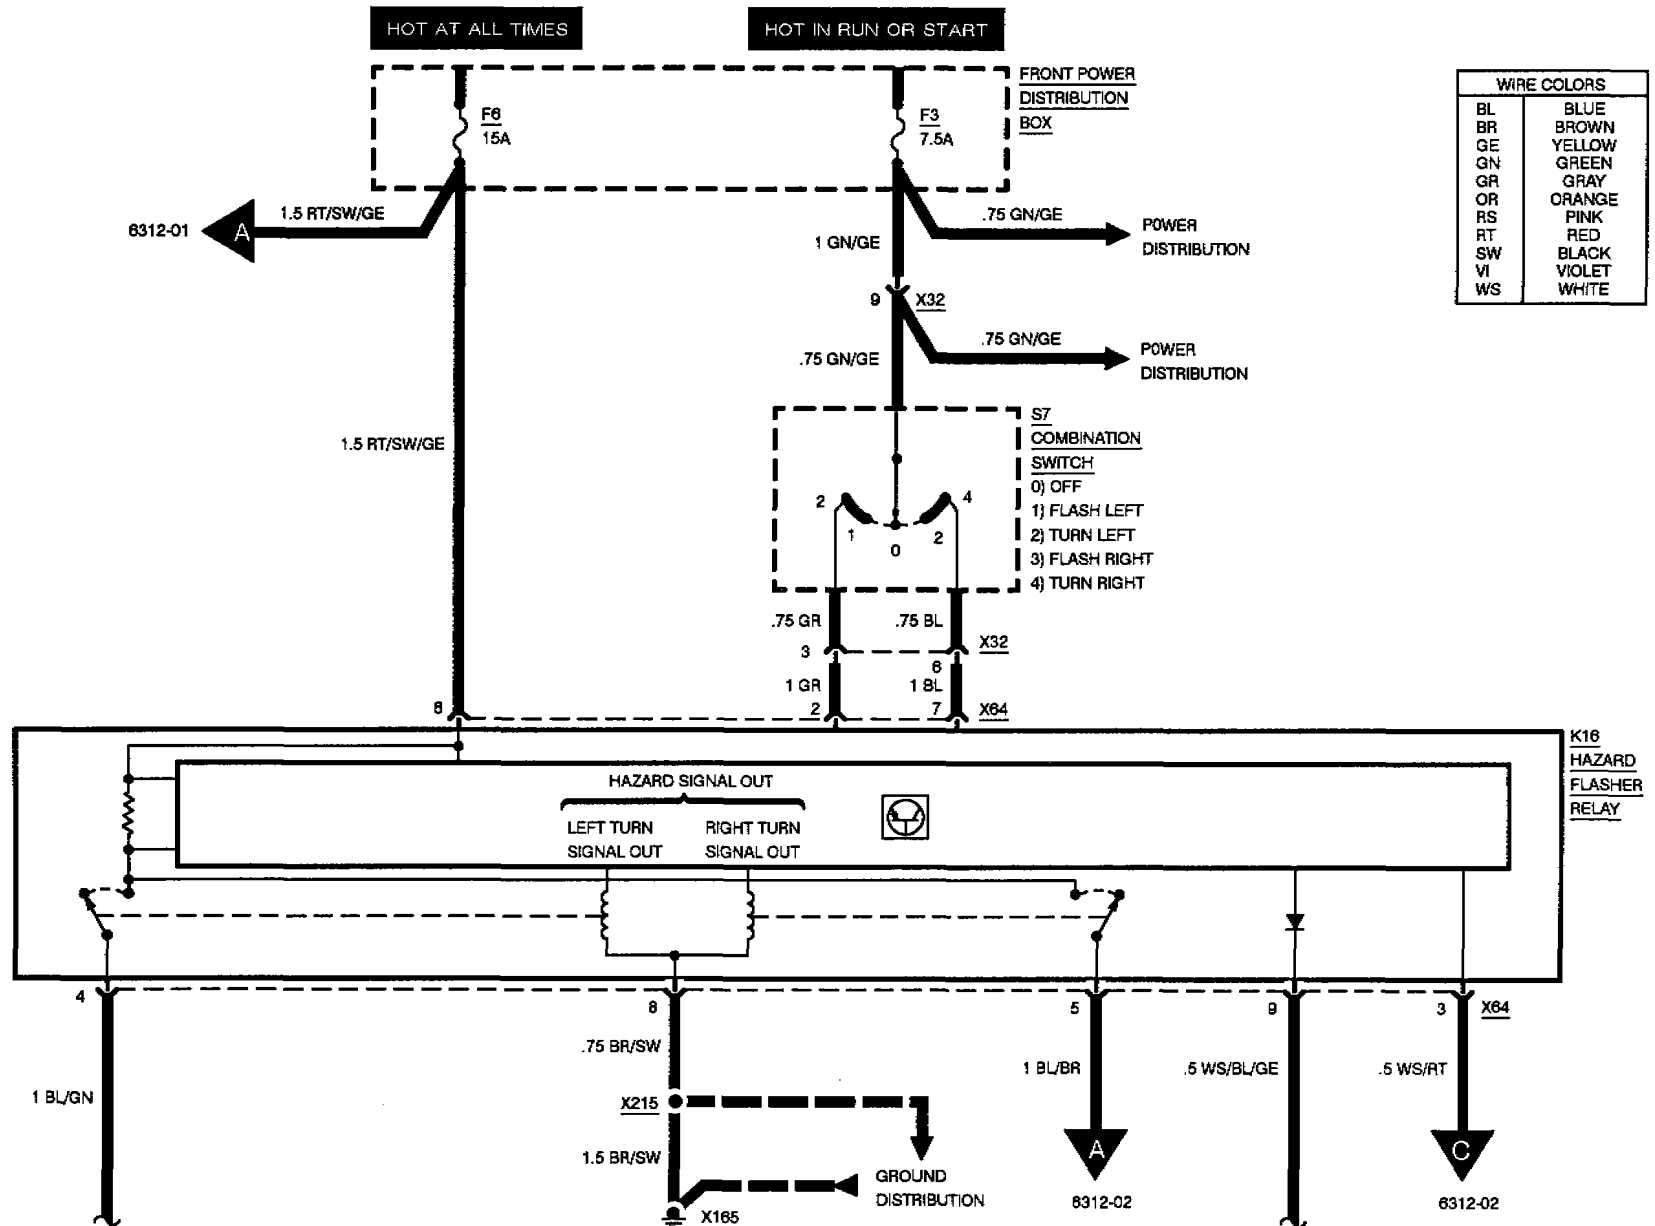 HOT AT ALL TIMES
HOT IN RUN OR START
FRONT POWER
DISTRIBUTION
BOX
F6
15A
F3
7.5A
WIRE COLORS
BL BLUE
BR BROWN
GE YELLOW
GN GREEN
GR GRAY
OR ORANGE
RS PINK
RT RED
SW BLACK
VI VIOLET
WS WHITE
6312-01
A
1.5 RT/SW/GE
.75 GN/GE
POWER
DISTRIBUTION
1 GN/GE
9
X32
.75 GN/GE
.75 GN/GE
POWER
DISTRIBUTION
1.5 RT/SW/GE
S7
COMBINATION
SWITCH
0) OFF
1) FLASH LEFT
2) TURN LEFT
3) FLASH RIGHT
4) TURN RIGHT
2
4
1
0
2
.75 GR
.75 BL
3
6
X32
1 GR
1 BL
6
2
7
X64
K16
HAZARD
FLASHER
RELAY
HAZARD SIGNAL OUT
LEFT TURN
SIGNAL OUT
RIGHT TURN
SIGNAL OUT
4
8
5
9
3
X64
.75 BR/SW
1 BL/GN
1 BL/BR
.5 WS/BL/GE
.5 WS/RT
X215
1.5 BR/SW
GROUND
DISTRIBUTION
X165
A
6312-02
C
6312-02